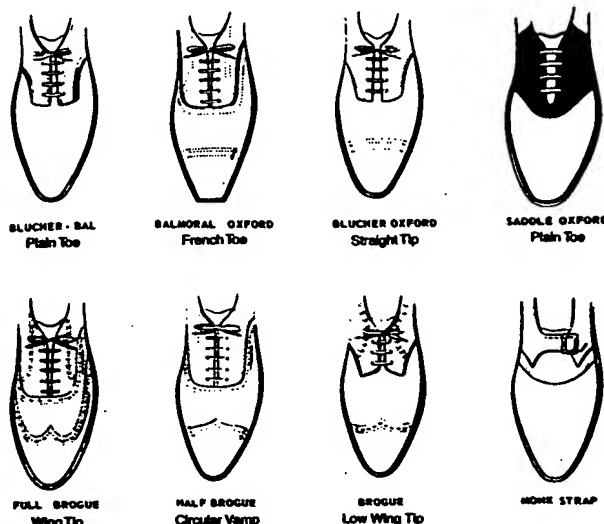 BLUCHER - BAL
Plain Toe
BALMORAL OXFORD
French Toe
BLUCHER OXFORD
Straight Tip
SADDLE OXFORD
Plain Toe
FULL BROGUE
Wing Tip
HALF BROGUE
Circular Vamp
BROGUE
Low Wing Tip
MONK STRAP